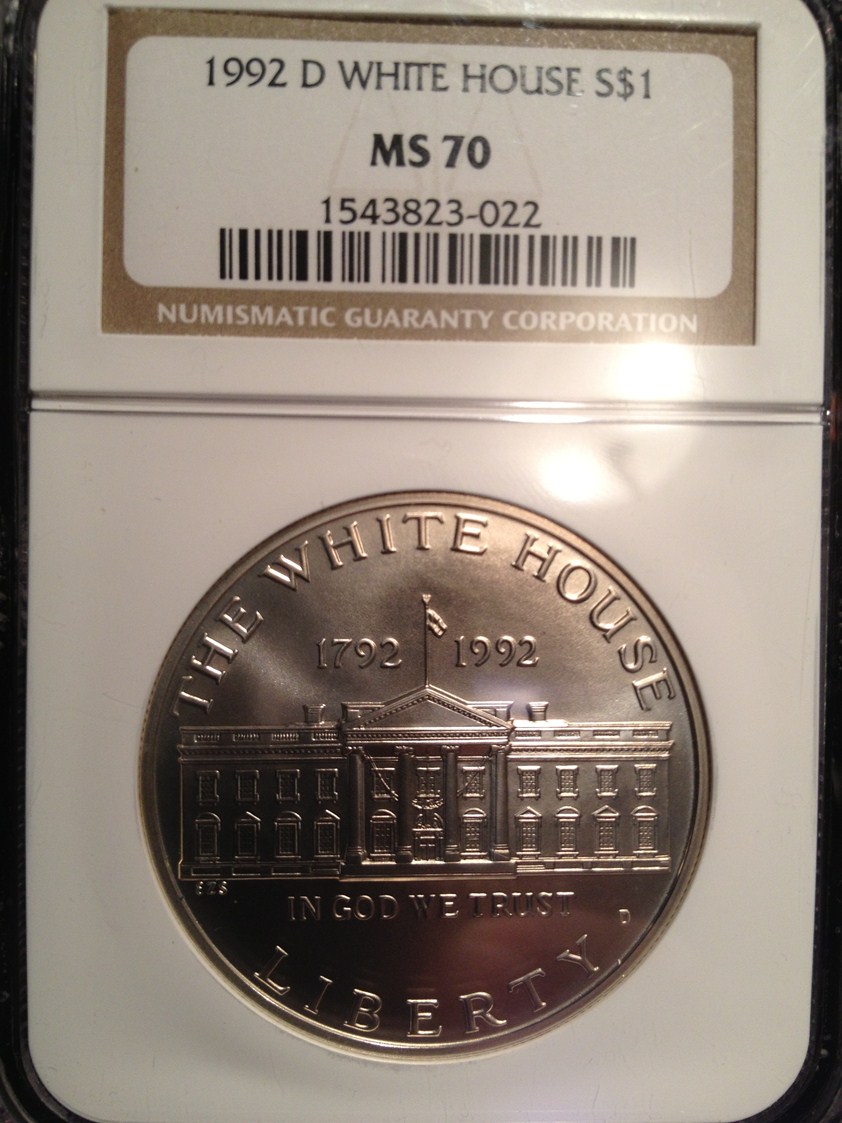 1992 D WHITE HOUSE S$1
MS 70
1543823-022
NUMISMATIC GUARANTY CORPORATION
THE WHITE HOUSE
1792 1992
IN GOD WE TRUST
D
LIBERTY